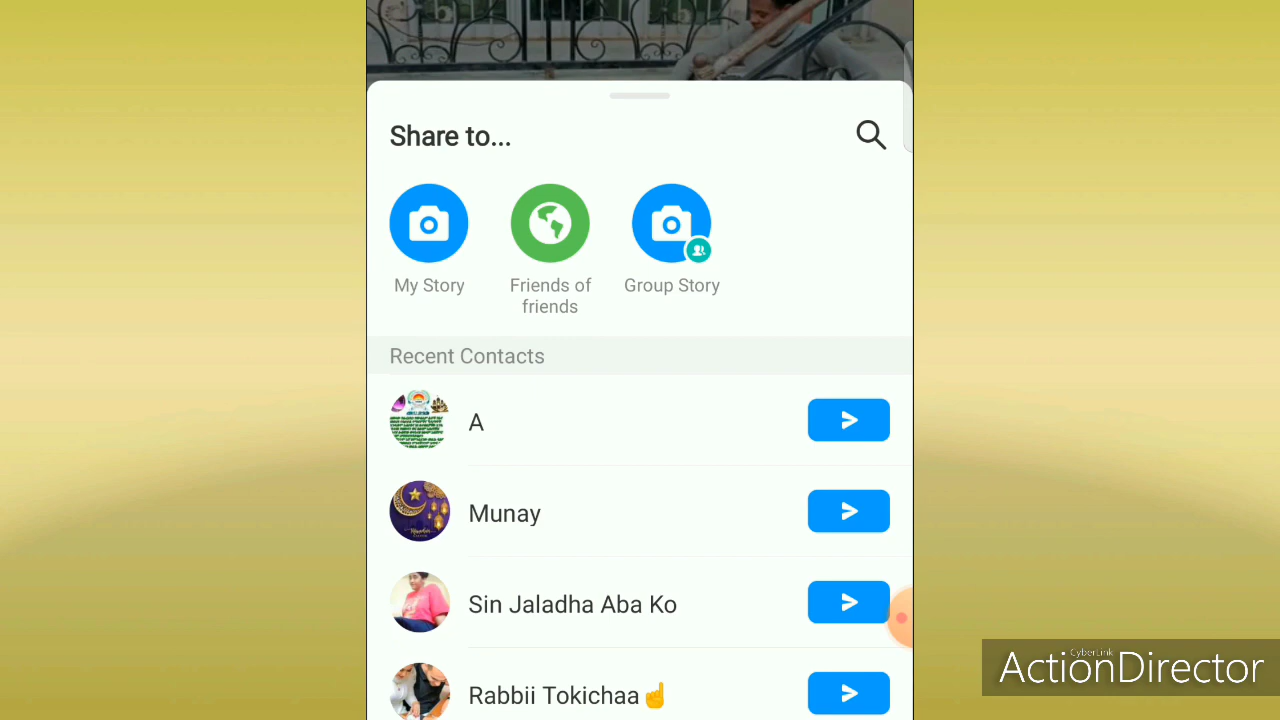 Share to...
My Story
Friends of
friends
Group Story
Recent Contacts
A
Munay
Sin Jaladha Aba Ko
Rabbii Tokichaa☝
CyberLink
ActionDirector